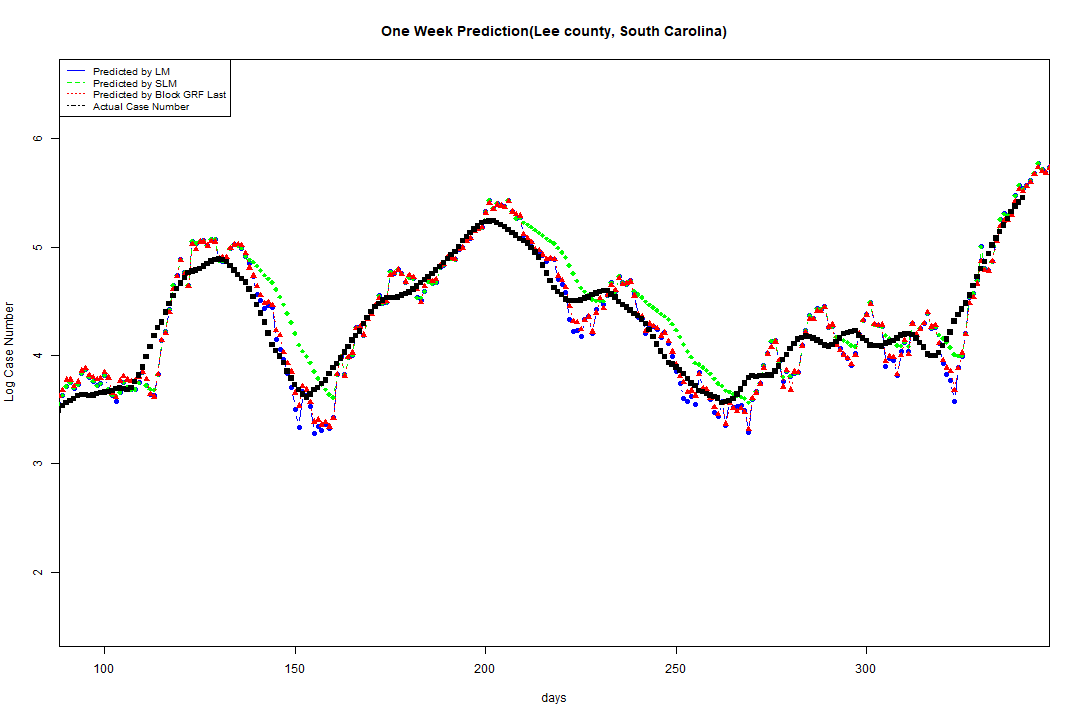 One Week Prediction(Lee county, South Carolina)
Predicted by LM
Predicted by SLM
Predicted by Block GRF Last
Actual Case Number
6
5
4
3
2
Log Case Number
100 150 200 250 300
days